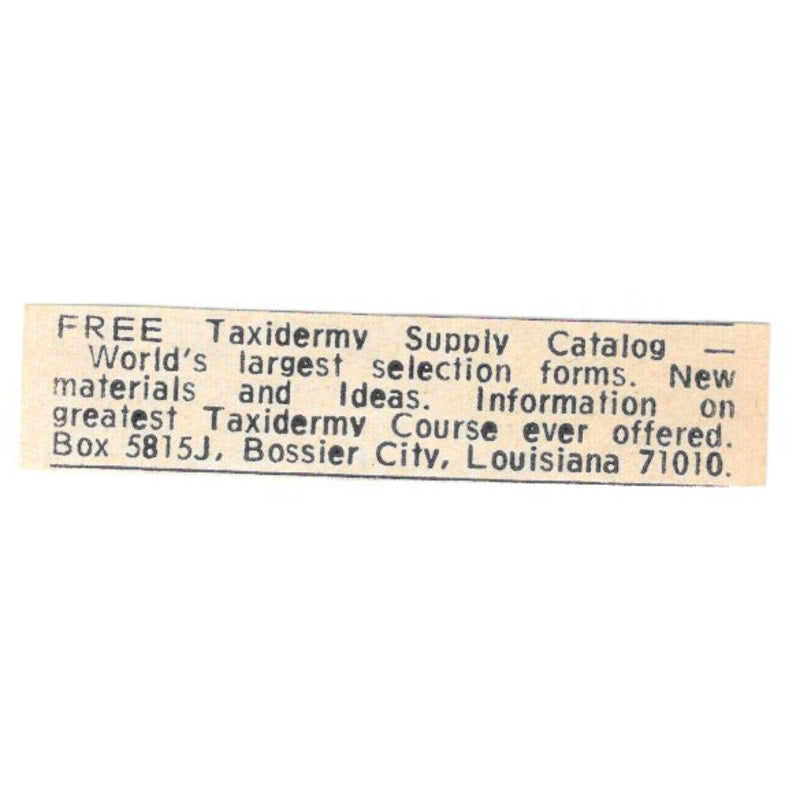 FREE Taxidermy Supply Catalog —
World's largest selection forms. New
materials and Ideas. Information on
greatest Taxidermy Course ever offered.
Box 5815J, Bossier City, Louisiana 71010.